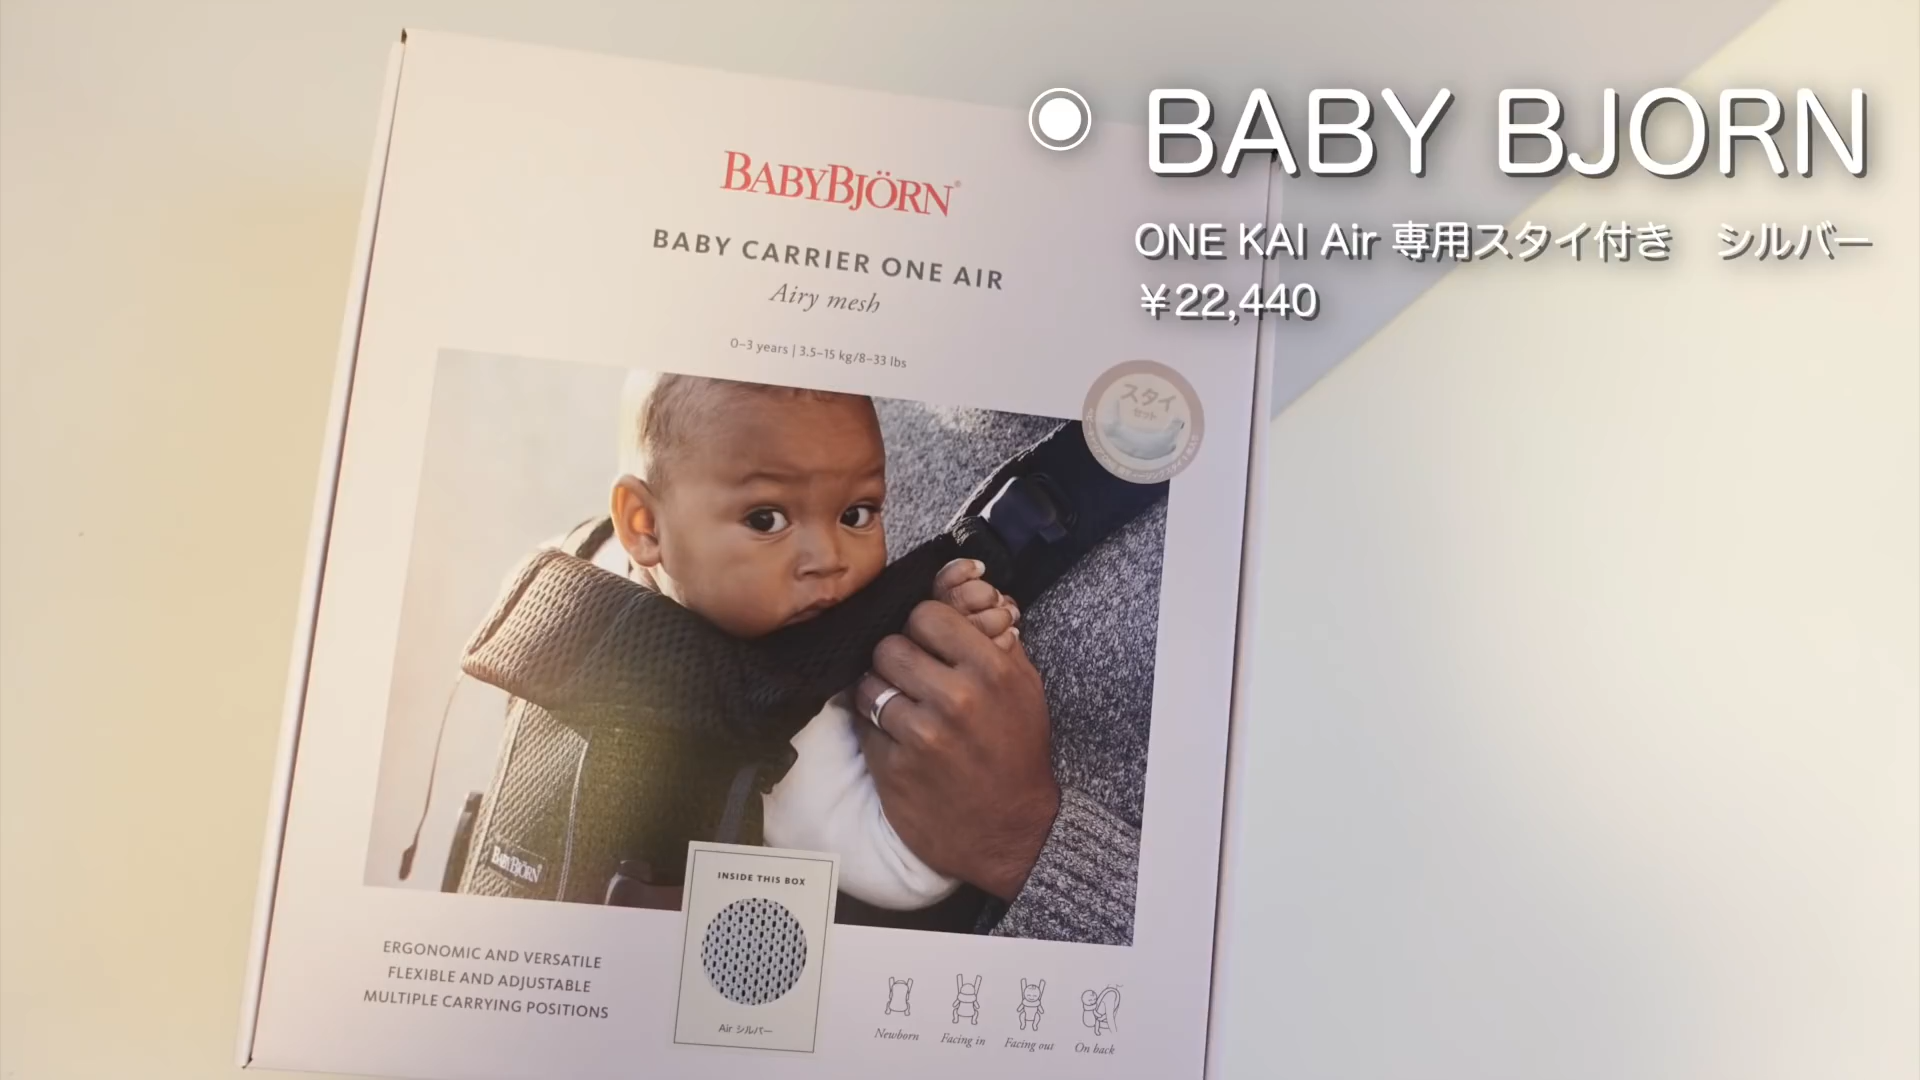 BABY BJORN
ONE KAI Air 専用スタイ付き シルバー
￥22,440
BABYBJÖRN®
BABY CARRIER ONE AIR
Airy mesh
0–3 years | 3.5–15 kg/8–33 lbs
スタイ
セット
BABYBJÖRN
INSIDE THIS BOX
Air シルバー
ERGONOMIC AND VERSATILE
FLEXIBLE AND ADJUSTABLE
MULTIPLE CARRYING POSITIONS
Newborn
Facing in
Facing out
On back